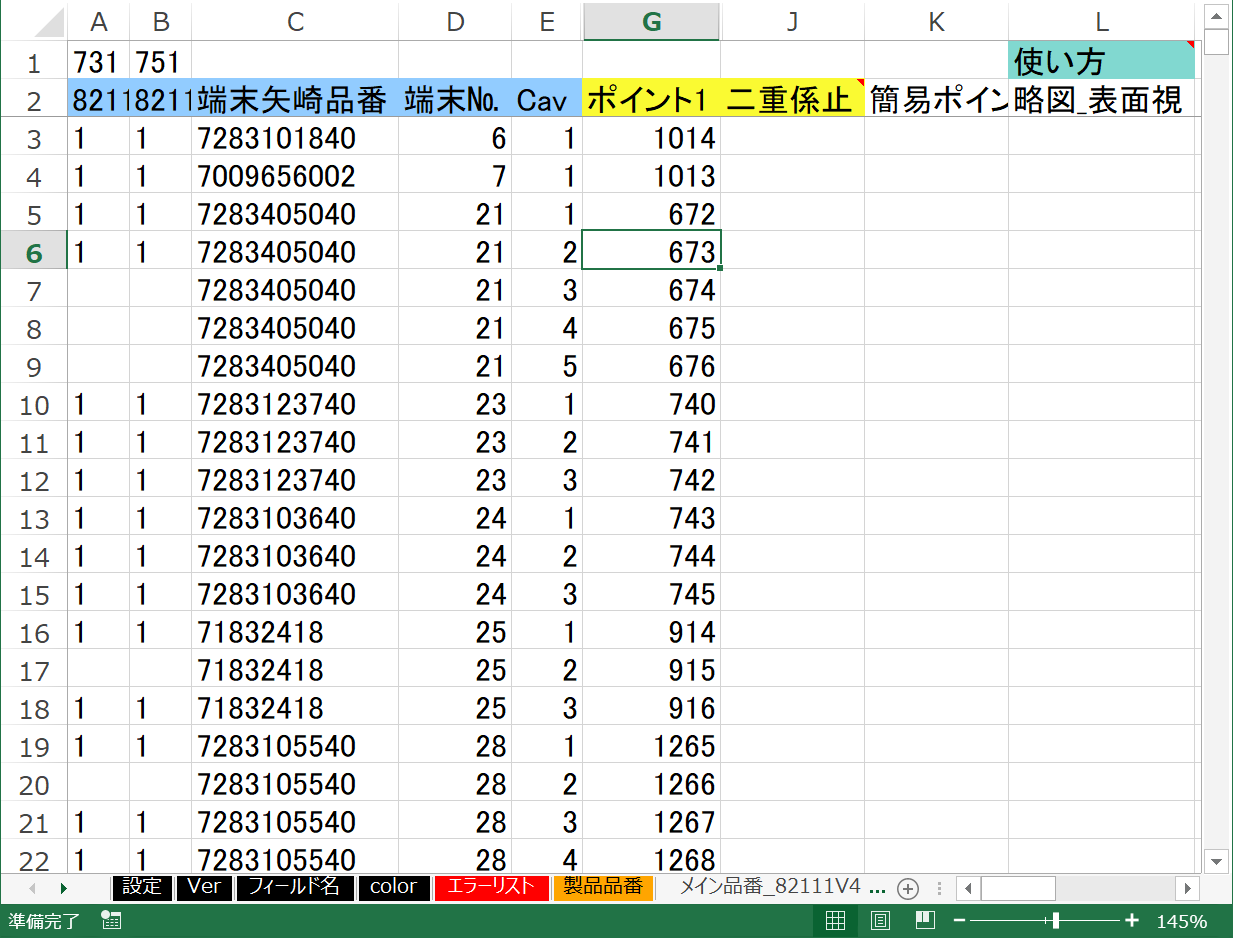 A B C D E G J K L
1 731 751 使い方
2 8211 8211 端末矢崎品番 端末№ Cav ポイント1 二重係止 簡易ポイン 略図_表面視
3 1 1 7283101840 6 1 1014
4 1 1 7009656002 7 1 1013
5 1 1 7283405040 21 1 672
6 1 1 7283405040 21 2 673
7 7283405040 21 3 674
8 7283405040 21 4 675
9 7283405040 21 5 676
10 1 1 7283123740 23 1 740
11 1 1 7283123740 23 2 741
12 1 1 7283123740 23 3 742
13 1 1 7283103640 24 1 743
14 1 1 7283103640 24 2 744
15 1 1 7283103640 24 3 745
16 1 1 71832418 25 1 914
17 71832418 25 2 915
18 1 1 71832418 25 3 916
19 1 1 7283105540 28 1 1265
20 7283105540 28 2 1266
21 1 1 7283105540 28 3 1267
22 1 1 7283105540 28 4 1268
設定 Ver フィールド名 color エラーリスト 製品品番 メイン品番_82111V4 ...
準備完了 145%